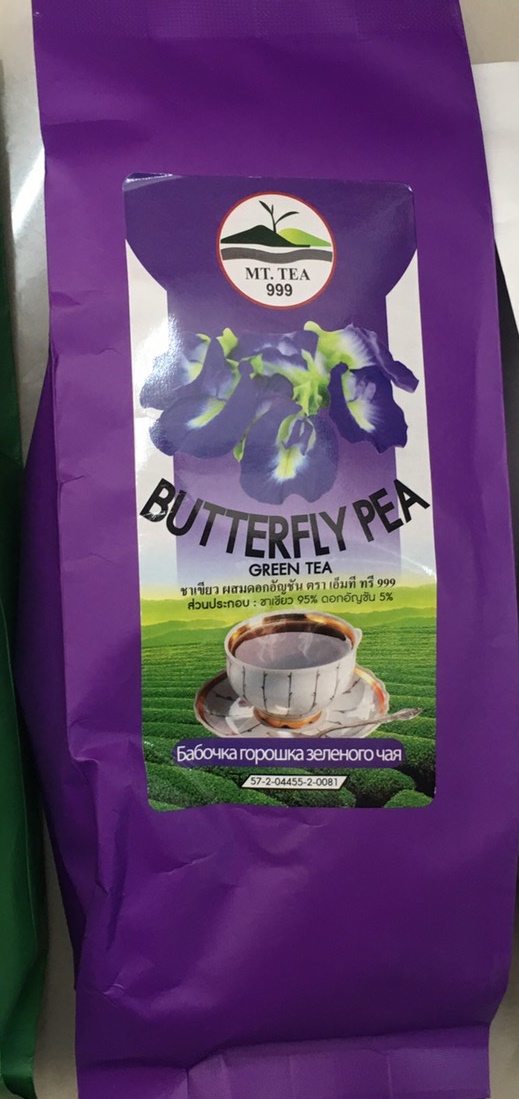 MT. TEA
999
BUTTERFLY PEA
GREEN TEA
ชาเขียว ผสมดอกอัญชัน ตรา เอ็มที ทรี 999
ส่วนประกอบ : ชาเขียว 95% ดอกอัญชัน 5%
Бабочка горошка зеленого чая
57-2-04455-2-0081